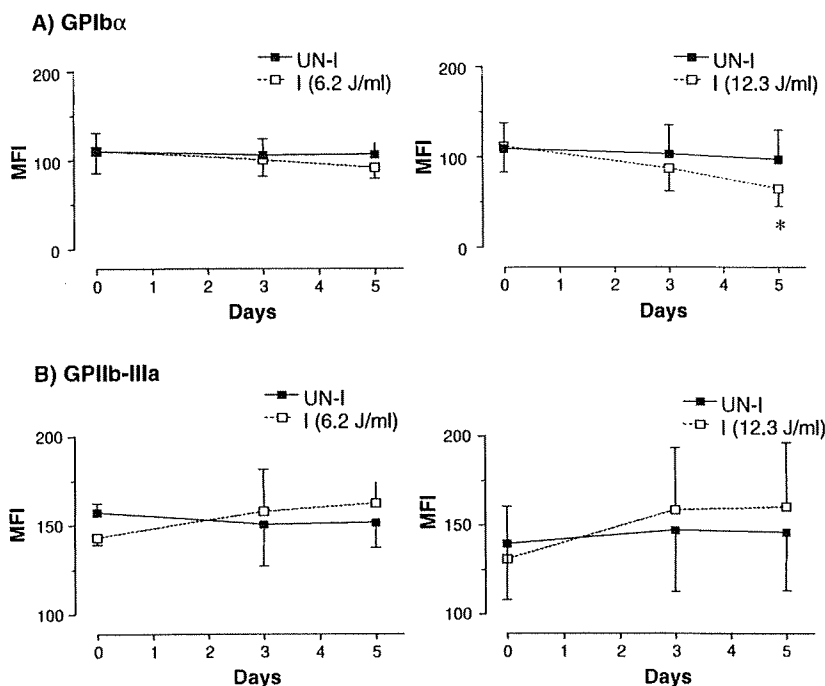 A) GPIbα
UN-I
I (6.2 J/ml)
200
100
0
MFI
0 1 2 3 4 5
Days
UN-I
I (12.3 J/ml)
200
100
0
MFI
*
0 1 2 3 4 5
Days
B) GPIIb-IIIa
UN-I
I (6.2 J/ml)
200
150
100
MFI
0 1 2 3 4 5
Days
UN-I
I (12.3 J/ml)
200
150
100
MFI
0 1 2 3 4 5
Days